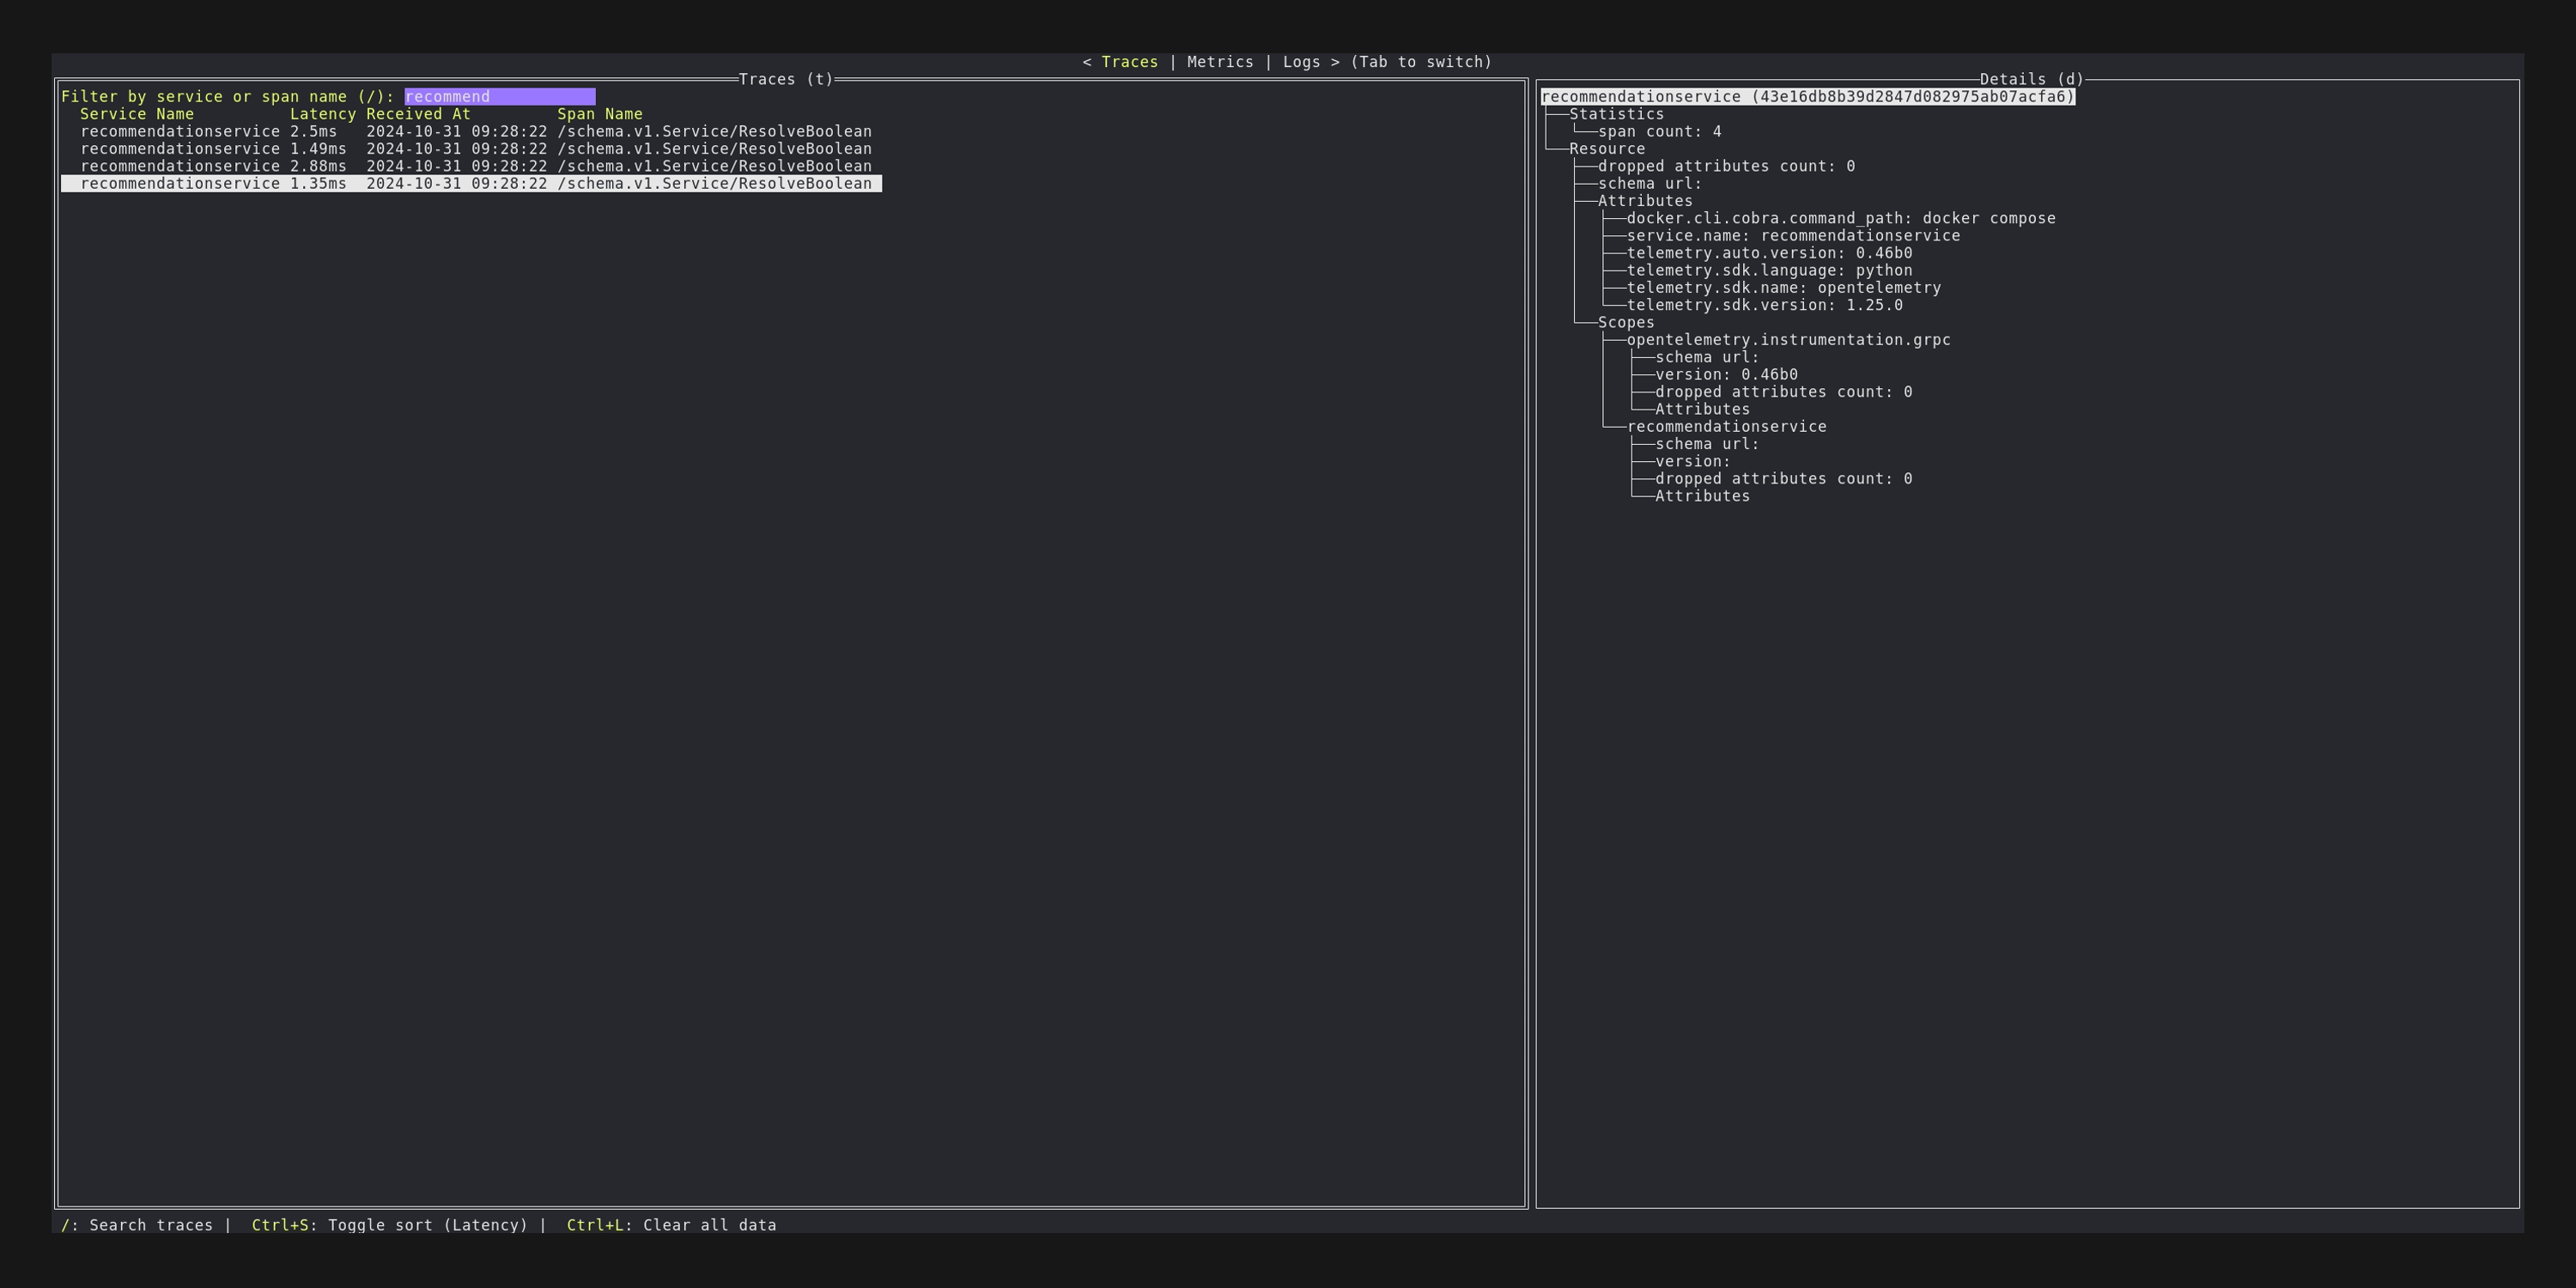 < Traces | Metrics | Logs > (Tab to switch)
Traces (t)
Filter by service or span name (/): recommend
Service Name Latency Received At Span Name
recommendationservice 2.5ms 2024-10-31 09:28:22 /schema.v1.Service/ResolveBoolean
recommendationservice 1.49ms 2024-10-31 09:28:22 /schema.v1.Service/ResolveBoolean
recommendationservice 2.88ms 2024-10-31 09:28:22 /schema.v1.Service/ResolveBoolean
recommendationservice 1.35ms 2024-10-31 09:28:22 /schema.v1.Service/ResolveBoolean
Details (d)
recommendationservice (43e16db8b39d2847d082975ab07acfa6)
Statistics
span count: 4
Resource
dropped attributes count: 0
schema url:
Attributes
docker.cli.cobra.command_path: docker compose
service.name: recommendationservice
telemetry.auto.version: 0.46b0
telemetry.sdk.language: python
telemetry.sdk.name: opentelemetry
telemetry.sdk.version: 1.25.0
Scopes
opentelemetry.instrumentation.grpc
schema url:
version: 0.46b0
dropped attributes count: 0
Attributes
recommendationservice
schema url:
version:
dropped attributes count: 0
Attributes
/: Search traces | Ctrl+S: Toggle sort (Latency) | Ctrl+L: Clear all data